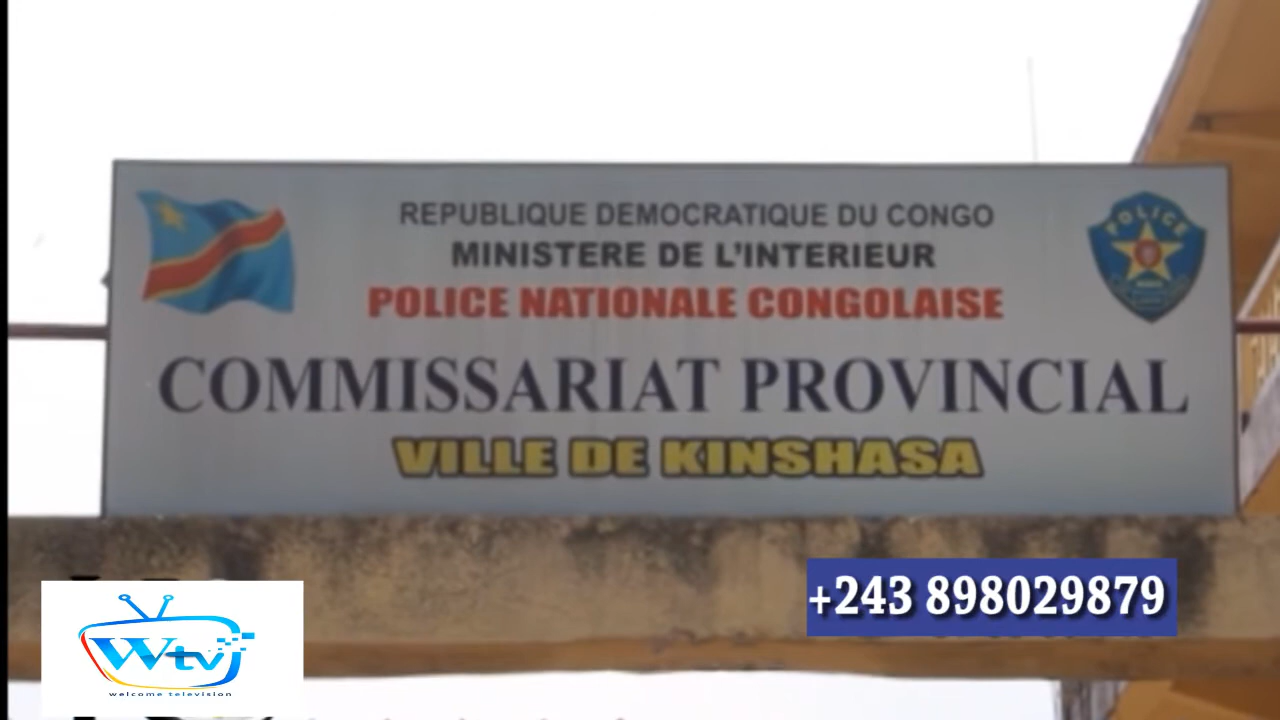 REPUBLIQUE DEMOCRATIQUE DU CONGO
MINISTERE DE L'INTERIEUR
POLICE NATIONALE CONGOLAISE
POLICE
COMMISSARIAT PROVINCIAL
VILLE DE KINSHASA
+243 898029879
Wtv
welcome television